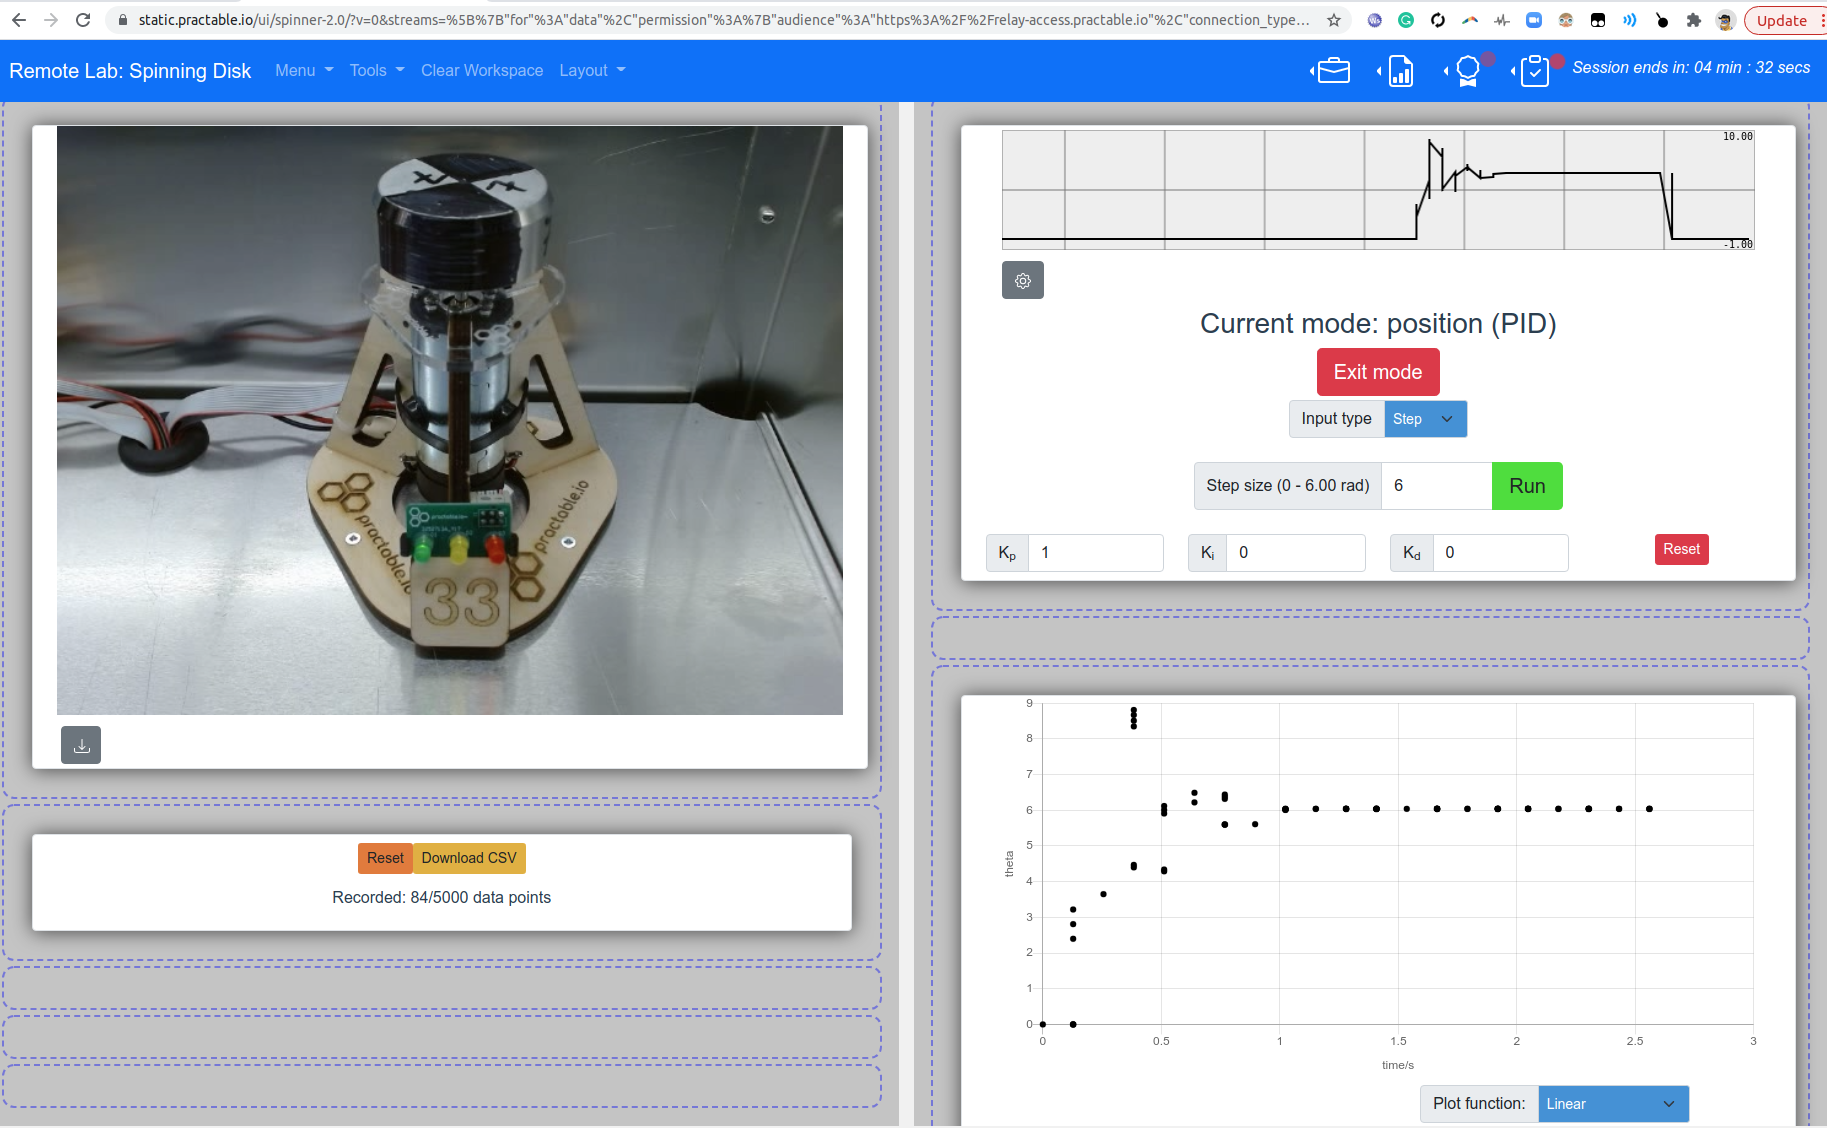 static.practable.io/ui/spinner-2.0/?v=0&streams=%5B%7B"for"%3A"data"%2C"permission"%3A%7B"audience"%3A"https%3A%2F%2Frelay-access.practable.io"%2C"connection_type...
Update
Remote Lab: Spinning Disk
Menu
Tools
Clear Workspace
Layout
Session ends in: 04 min : 32 secs
practable.io
practable.io
practable.io
33
Reset
Download CSV
Recorded: 84/5000 data points
10.00
-1.00
Current mode: position (PID)
Exit mode
Input type
Step
Step size (0 - 6.00 rad)
6
Run
Kp
1
Ki
0
Kd
0
Reset
9
8
7
6
5
4
3
2
1
0
theta
0
0.5
1
1.5
2
2.5
3
time/s
Plot function:
Linear